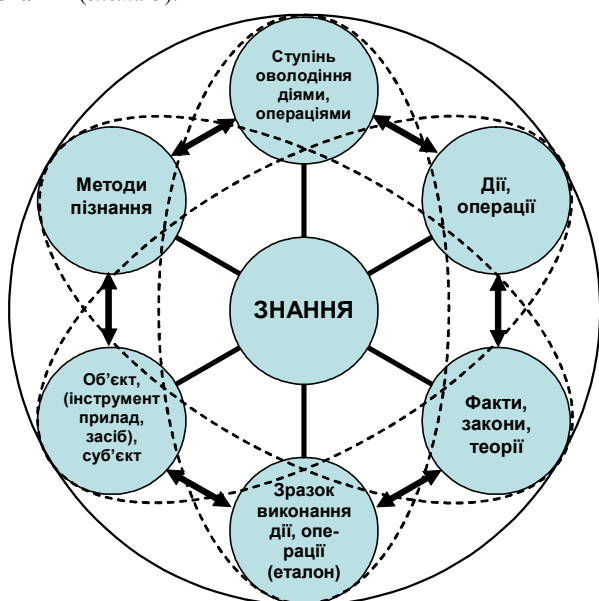 Ступінь
оволодіння
діями,
операціями
Методи
пізнання
Дії,
операції
ЗНАННЯ
Об’єкт,
(інструмент
прилад,
засіб),
суб’єкт
Факти,
закони,
теорії
Зразок
виконання
дії, опе-
рації
(еталон)